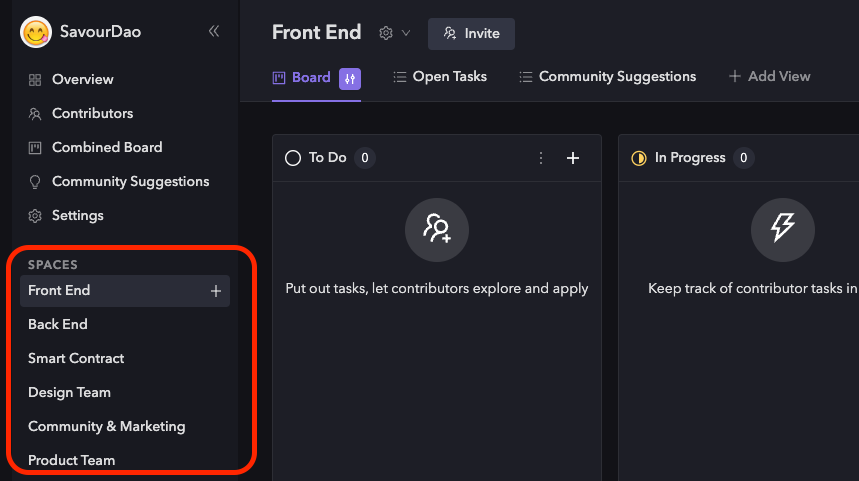 SavourDao
Overview
Contributors
Combined Board
Community Suggestions
Settings
SPACES
Front End
Back End
Smart Contract
Design Team
Community & Marketing
Product Team
Front End
Invite
Board
Open Tasks
Community Suggestions
Add View
To Do 0
Put out tasks, let contributors explore and apply
In Progress 0
Keep track of contributor tasks in